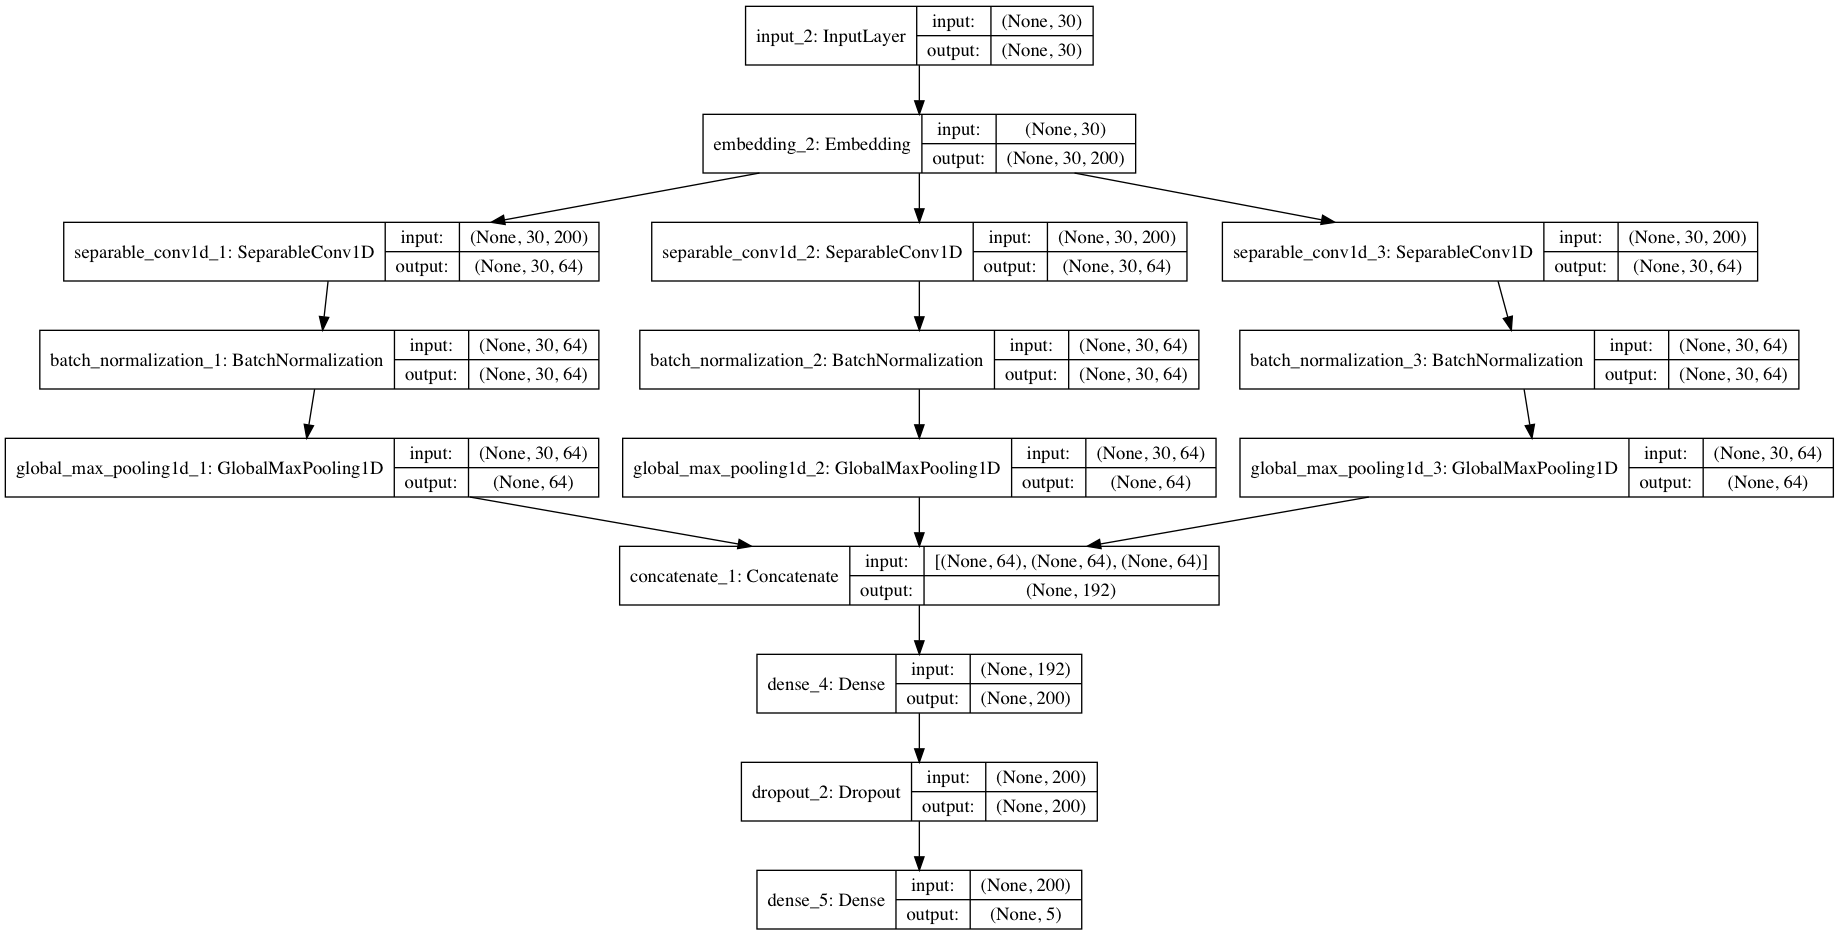 input_2: InputLayer
input: (None, 30)
output: (None, 30)
embedding_2: Embedding
input: (None, 30)
output: (None, 30, 200)
separable_conv1d_1: SeparableConv1D
input: (None, 30, 200)
output: (None, 30, 64)
separable_conv1d_2: SeparableConv1D
input: (None, 30, 200)
output: (None, 30, 64)
separable_conv1d_3: SeparableConv1D
input: (None, 30, 200)
output: (None, 30, 64)
batch_normalization_1: BatchNormalization
input: (None, 30, 64)
output: (None, 30, 64)
batch_normalization_2: BatchNormalization
input: (None, 30, 64)
output: (None, 30, 64)
batch_normalization_3: BatchNormalization
input: (None, 30, 64)
output: (None, 30, 64)
global_max_pooling1d_1: GlobalMaxPooling1D
input: (None, 30, 64)
output: (None, 64)
global_max_pooling1d_2: GlobalMaxPooling1D
input: (None, 30, 64)
output: (None, 64)
global_max_pooling1d_3: GlobalMaxPooling1D
input: (None, 30, 64)
output: (None, 64)
concatenate_1: Concatenate
input: [(None, 64), (None, 64), (None, 64)]
output: (None, 192)
dense_4: Dense
input: (None, 192)
output: (None, 200)
dropout_2: Dropout
input: (None, 200)
output: (None, 200)
dense_5: Dense
input: (None, 200)
output: (None, 5)